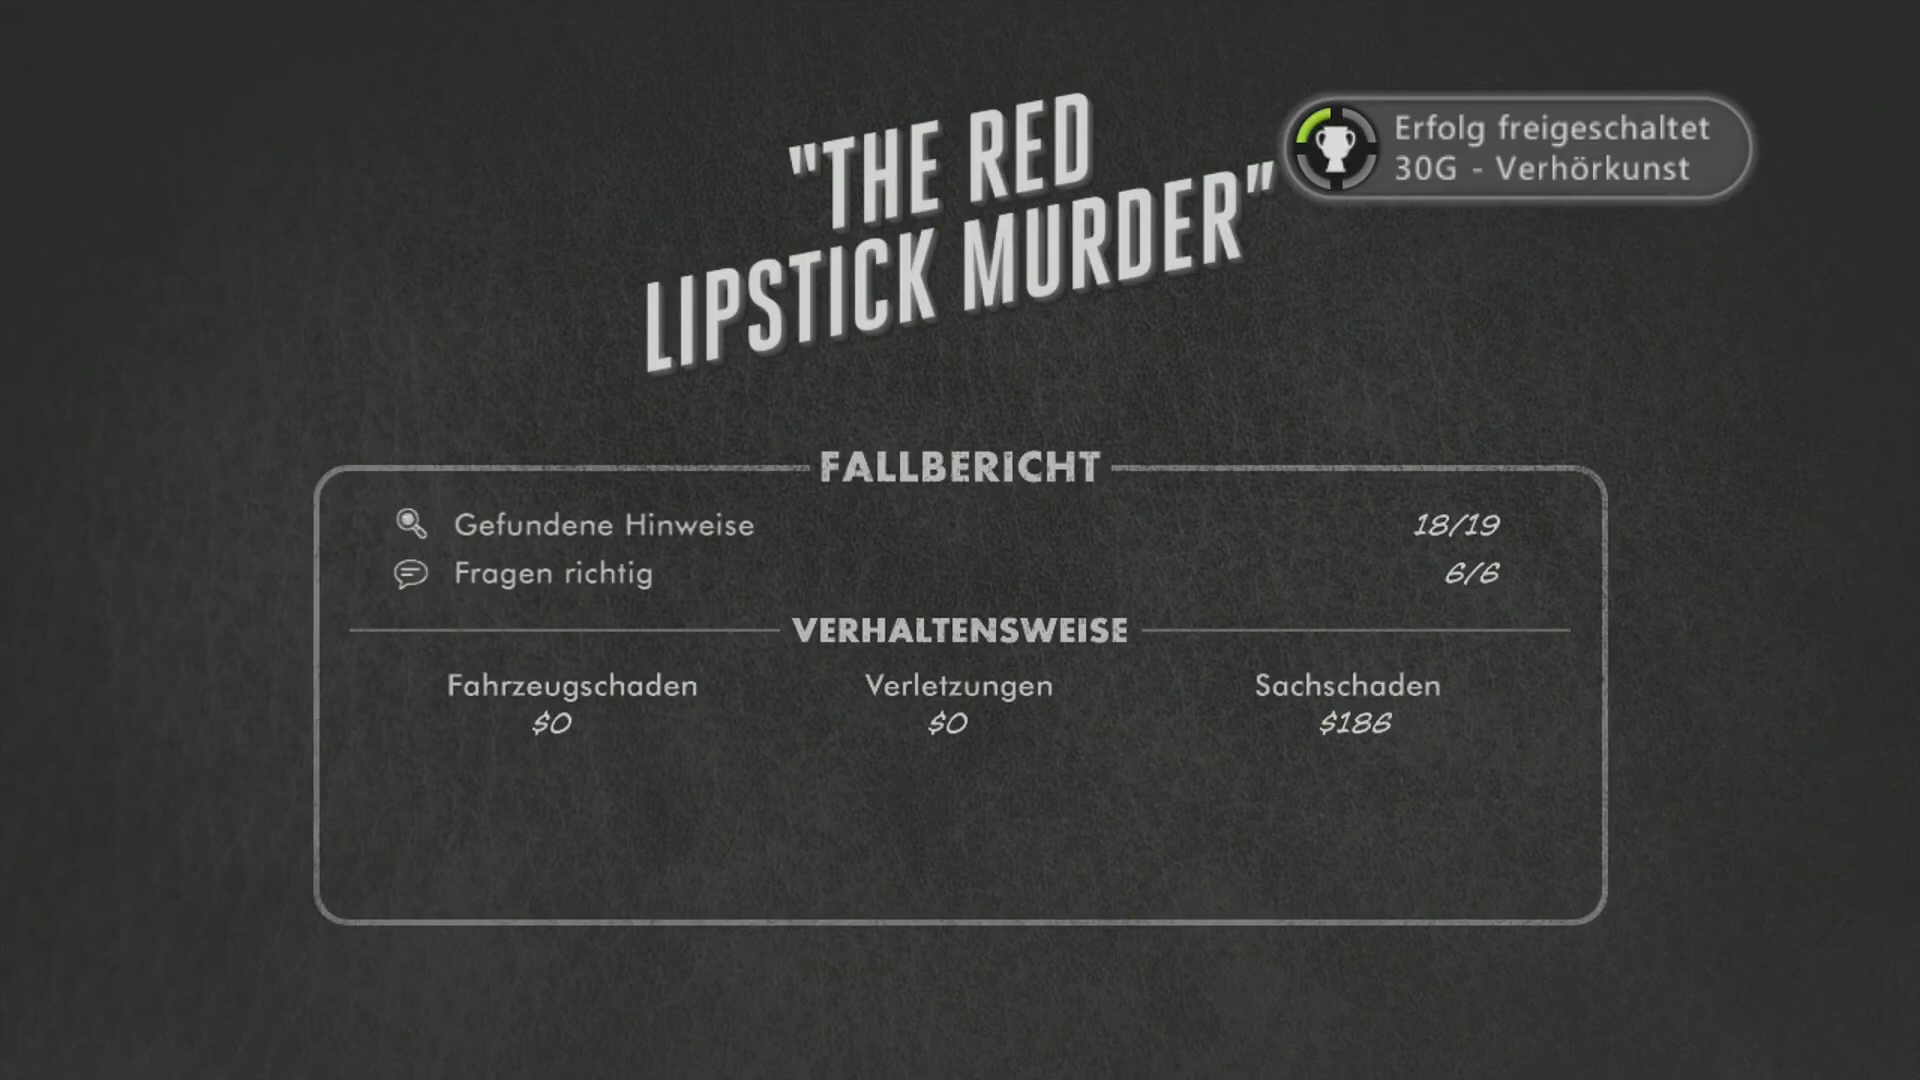 "THE RED
LIPSTICK MURDER"
Erfolg freigeschaltet
30G - Verhörkunst
FALLBERICHT
Gefundene Hinweise 18/19
Fragen richtig 6/6
VERHALTENSWEISE
Fahrzeugschaden Verletzungen Sachschaden
$0 $0 $186